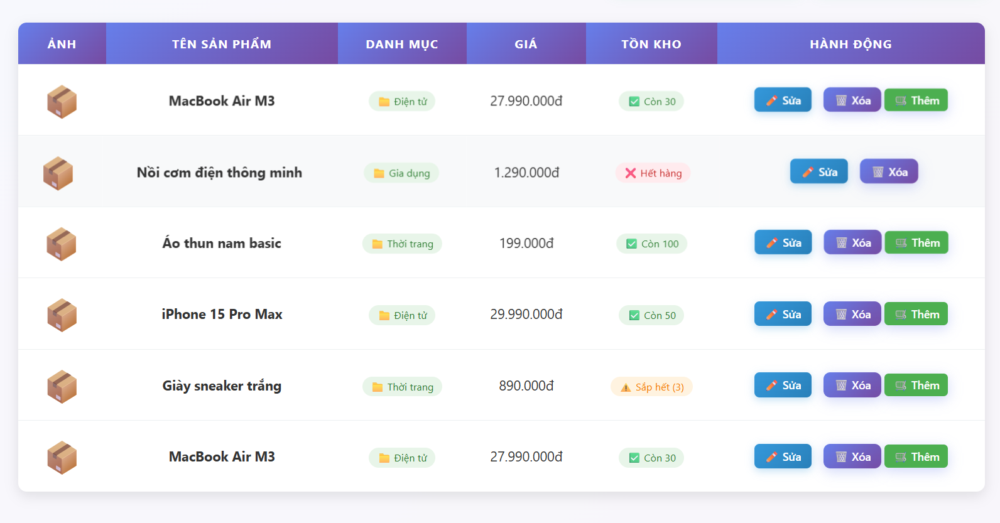 ẢNH TÊN SẢN PHẨM DANH MỤC GIÁ TỒN KHO HÀNH ĐỘNG
MacBook Air M3 Điện tử 27.990.000đ Còn 30 Sửa Xóa Thêm
Nồi cơm điện thông minh Gia dụng 1.290.000đ Hết hàng Sửa Xóa
Áo thun nam basic Thời trang 199.000đ Còn 100 Sửa Xóa Thêm
iPhone 15 Pro Max Điện tử 29.990.000đ Còn 50 Sửa Xóa Thêm
Giày sneaker trắng Thời trang 890.000đ Sắp hết (3) Sửa Xóa Thêm
MacBook Air M3 Điện tử 27.990.000đ Còn 30 Sửa Xóa Thêm